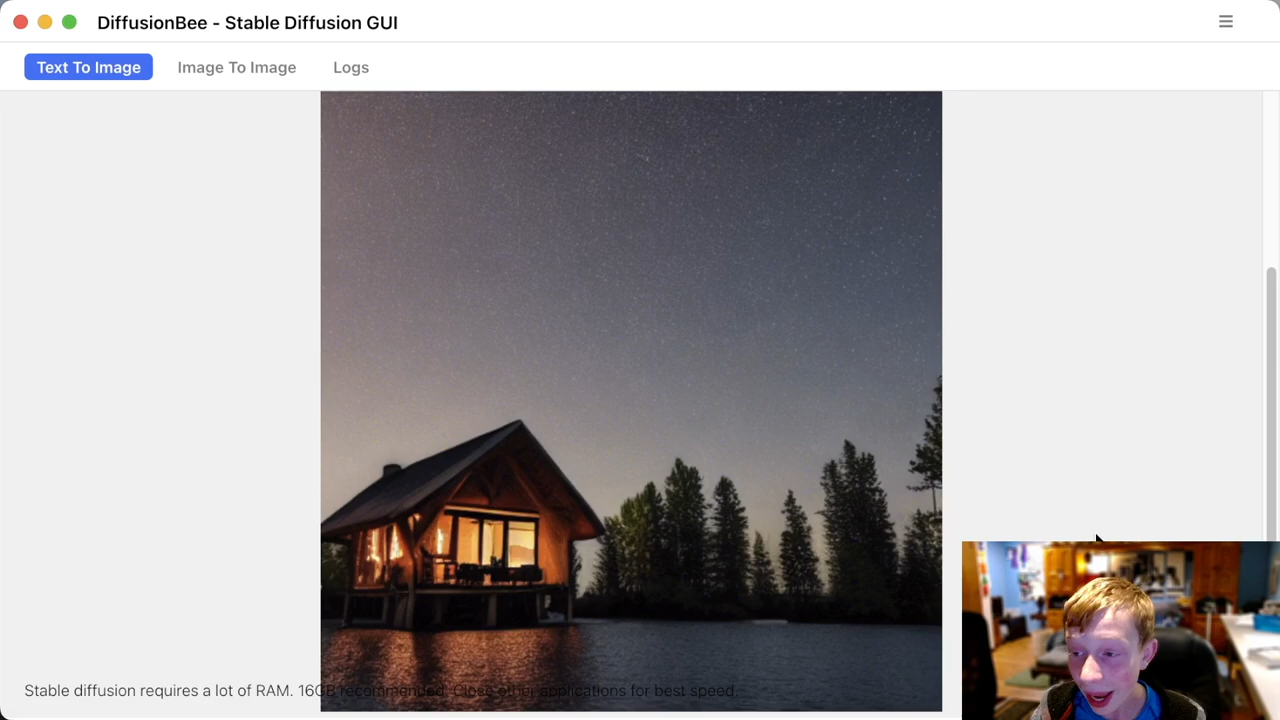 DiffusionBee - Stable Diffusion GUI
Text To Image
Image To Image
Logs
Stable diffusion requires a lot of RAM. 16GB recommended. Close other applications for best speed.